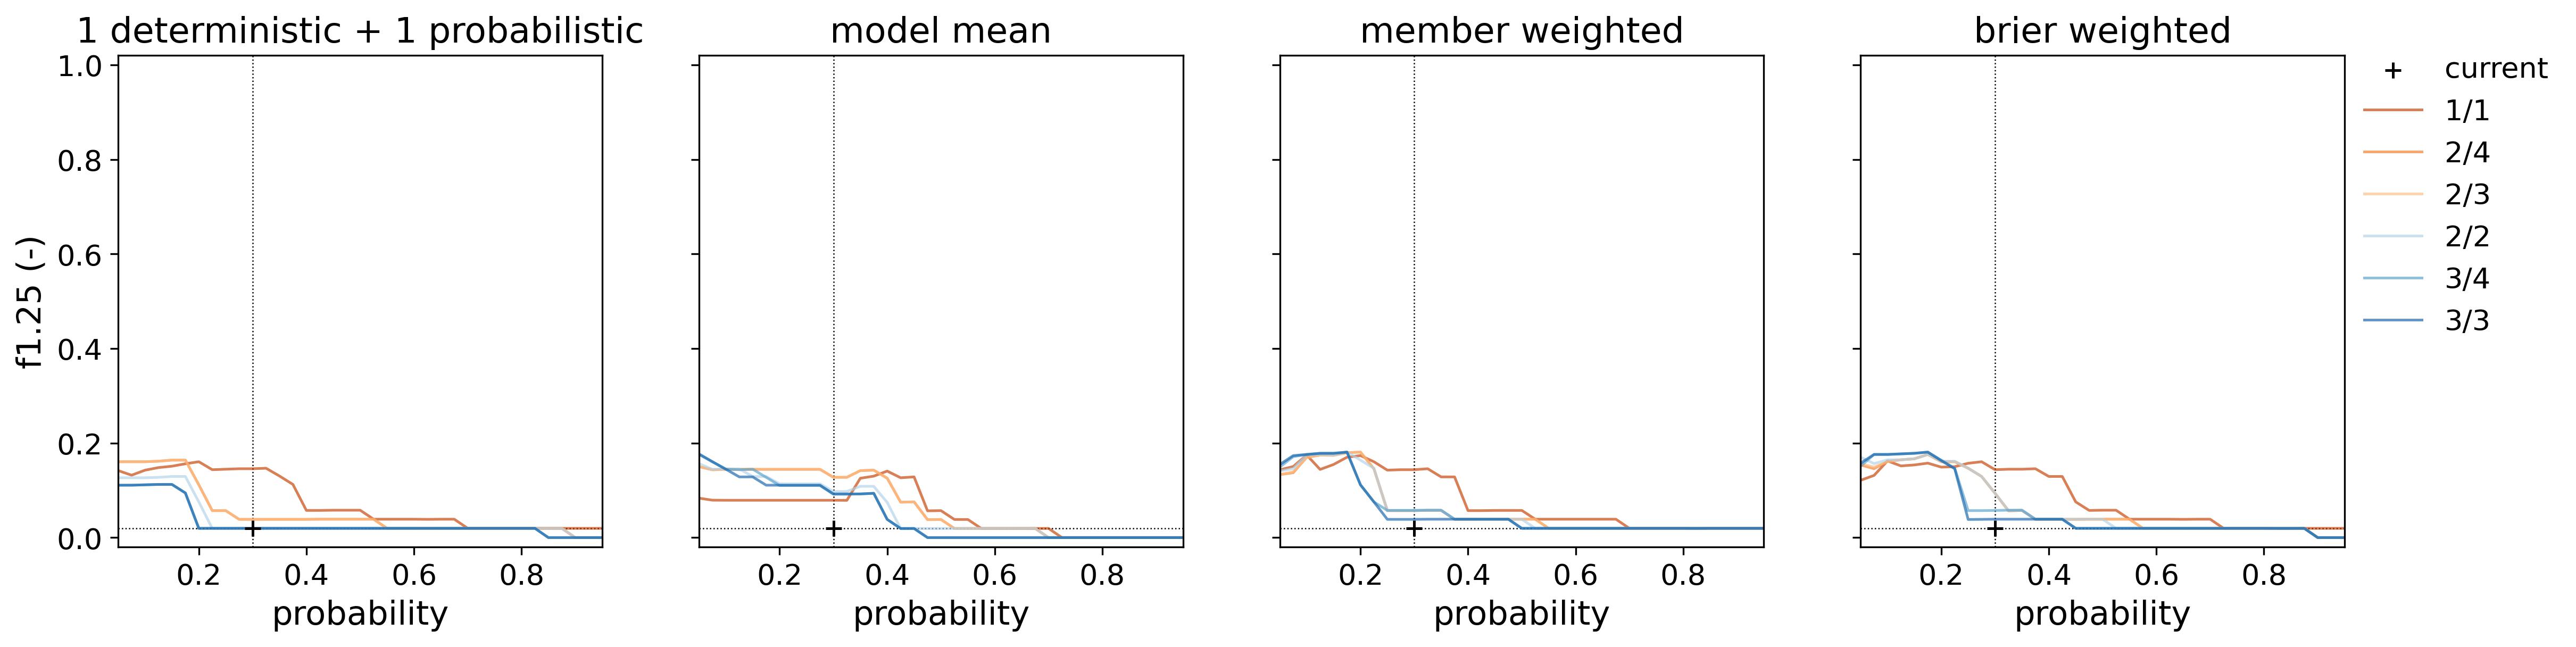 1 deterministic + 1 probabilistic
model mean
member weighted
brier weighted
f1.25 (-)
1.0
0.8
0.6
0.4
0.2
0.0
0.2 0.4 0.6 0.8
0.2 0.4 0.6 0.8
0.2 0.4 0.6 0.8
0.2 0.4 0.6 0.8
probability
probability
probability
probability
current
1/1
2/4
2/3
2/2
3/4
3/3